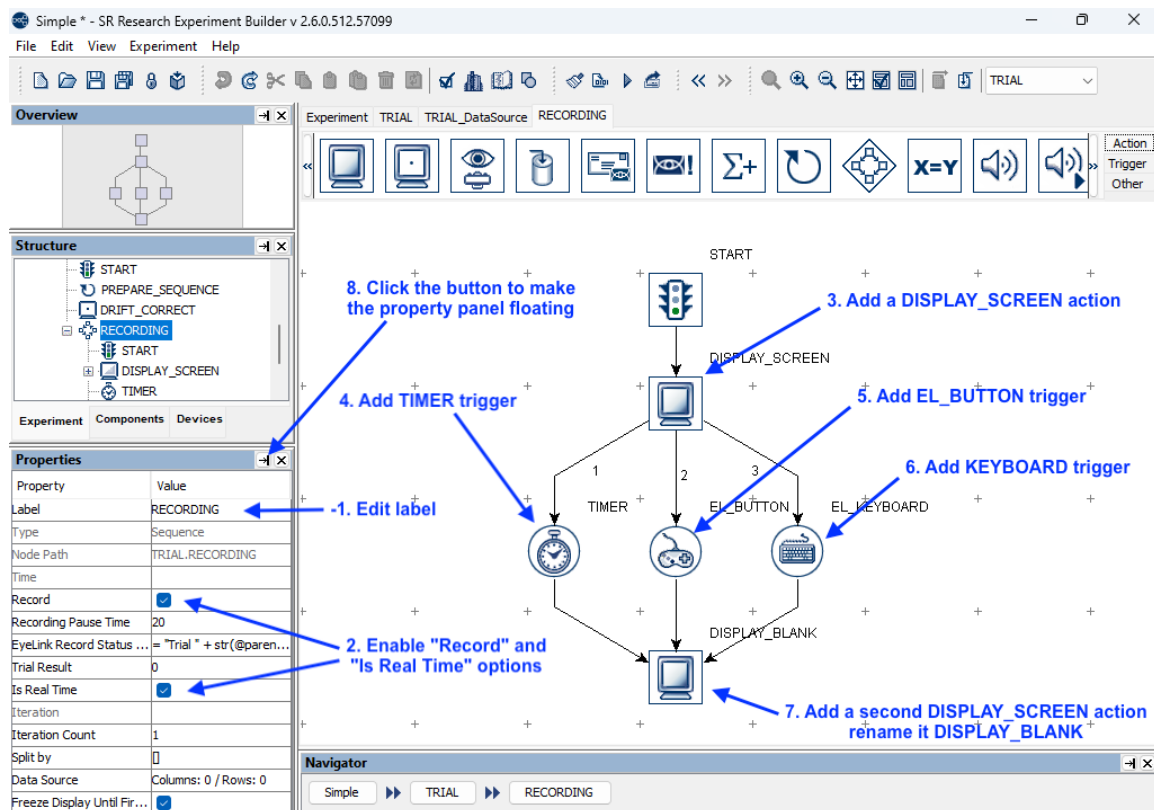 Simple * - SR Research Experiment Builder v 2.6.0.512.57099
File Edit View Experiment Help
TRIAL
Overview
Experiment TRIAL TRIAL_DataSource RECORDING
X=Y
Action
Trigger
Other
Structure
START
PREPARE_SEQUENCE
DRIFT_CORRECT
RECORDING
START
DISPLAY_SCREEN
TIMER
Experiment Components Devices
Properties
Property Value
Label RECORDING
Type Sequence
Node Path TRIAL.RECORDING
Time
Record
Recording Pause Time 20
EyeLink Record Status ... = "Trial " + str(@paren...
Trial Result 0
Is Real Time
Iteration
Iteration Count 1
Split by []
Data Source Columns: 0 / Rows: 0
Freeze Display Until Fir...
8. Click the button to make
the property panel floating
START
3. Add a DISPLAY_SCREEN action
DISPLAY_SCREEN
4. Add TIMER trigger
5. Add EL_BUTTON trigger
6. Add KEYBOARD trigger
1
2
3
TIMER
EL_BUTTON
EL_KEYBOARD
-1. Edit label
2. Enable "Record" and
"Is Real Time" options
DISPLAY_BLANK
7. Add a second DISPLAY_SCREEN action
rename it DISPLAY_BLANK
Navigator
Simple TRIAL RECORDING